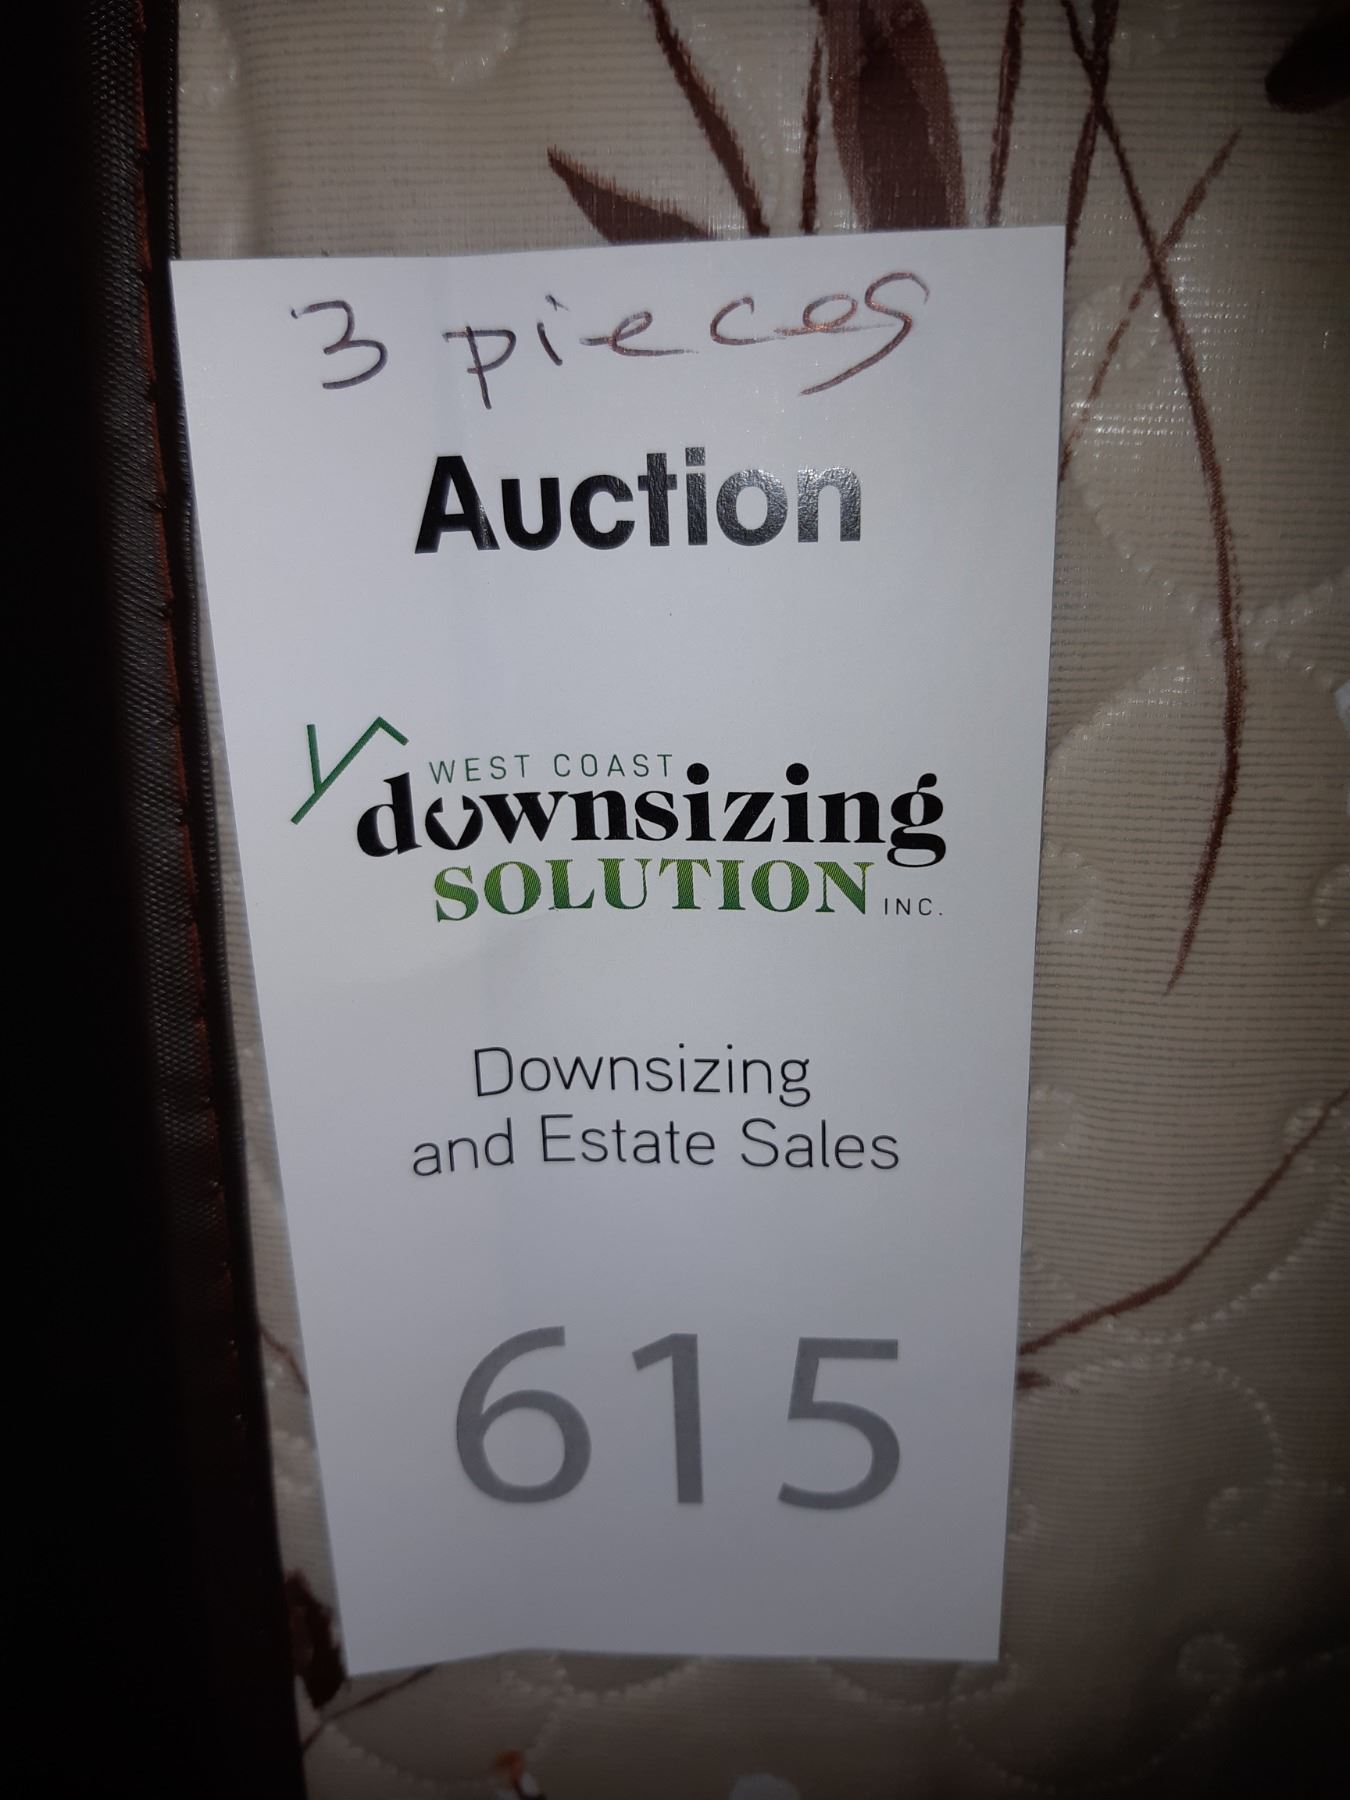 3 pieces
Auction
WEST COAST
downsizing
SOLUTION INC.
Downsizing
and Estate Sales
615